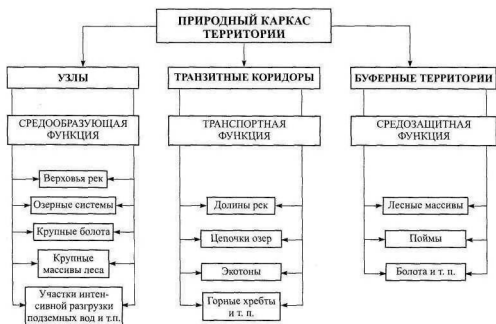 ПРИРОДНЫЙ КАРКАС
ТЕРРИТОРИИ
УЗЛЫ
ТРАНЗИТНЫЕ КОРИДОРЫ
БУФЕРНЫЕ ТЕРРИТОРИИ
СРЕДООБРАЗУЮЩАЯ
ФУНКЦИЯ
ТРАНСПОРТНАЯ
ФУНКЦИЯ
СРЕДОЗАЩИТНАЯ
ФУНКЦИЯ
Верховья рек
Озерные системы
Крупные болота
Крупные
массивы леса
Участки интен-
сивной разгрузки
подземных вод и т.п.
Долины рек
Цепочки озер
Экотоны
Горные хребты
и т. п.
Лесные массивы
Поймы
Болота и т. п.